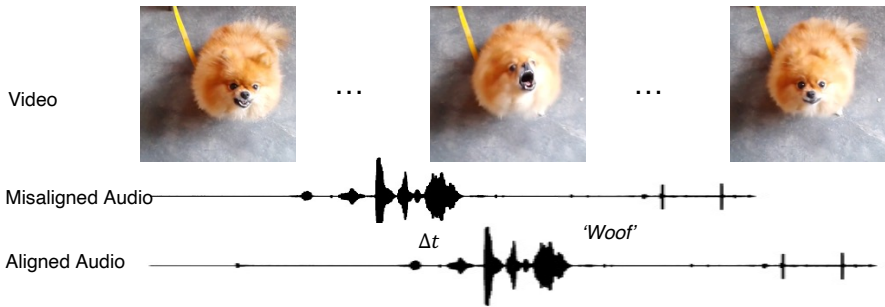 Video
... ...
Misaligned Audio
Δt 'Woof'
Aligned Audio